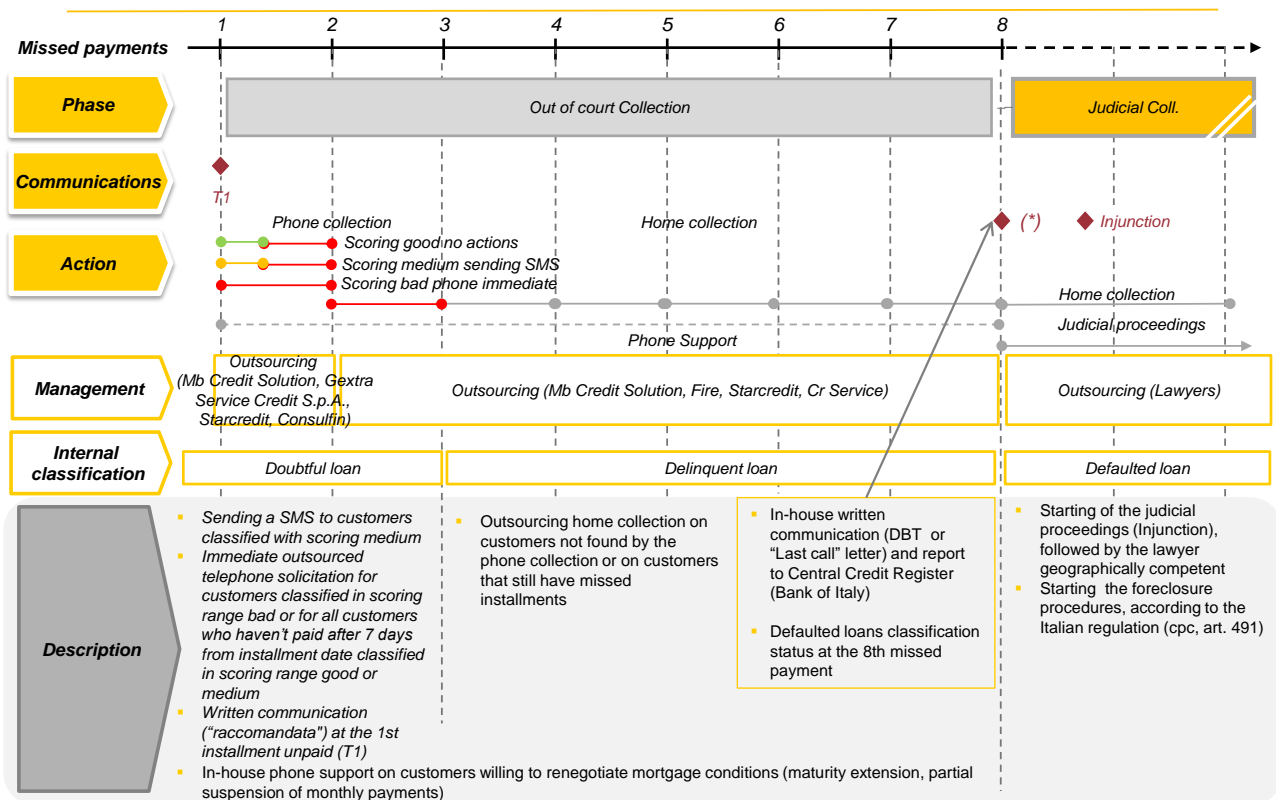 1 2 3 4 5 6 7 8
Missed payments
Phase
Out of court Collection
Judicial Coll.
Communications
T1
(*)
Injunction
Phone collection
Home collection
Action
Scoring good no actions
Scoring medium sending SMS
Scoring bad phone immediate
Home collection
Judicial proceedings
Phone Support
Management
Outsourcing
(Mb Credit Solution, Gextra
Service Credit S.p.A.,
Starcredit, Consulfin)
Outsourcing (Mb Credit Solution, Fire, Starcredit, Cr Service)
Outsourcing (Lawyers)
Internal
classification
Doubtful loan
Delinquent loan
Defaulted loan
Description
▪ Sending a SMS to customers
classified with scoring medium
▪ Immediate outsourced
telephone solicitation for
customers classified in scoring
range bad or for all customers
who haven't paid after 7 days
from installment date classified
in scoring range good or
medium
▪ Written communication
("raccomandata") at the 1st
installment unpaid (T1)
▪ In-house phone support on customers willing to renegotiate mortgage conditions (maturity extension, partial
suspension of monthly payments)
▪ Outsourcing home collection on
customers not found by the
phone collection or on customers
that still have missed
installments
▪ In-house written
communication (DBT or
"Last call" letter) and report
to Central Credit Register
(Bank of Italy)
▪ Defaulted loans classification
status at the 8th missed
payment
▪ Starting of the judicial
proceedings (Injunction),
followed by the lawyer
geographically competent
▪ Starting the foreclosure
procedures, according to the
Italian regulation (cpc, art. 491)